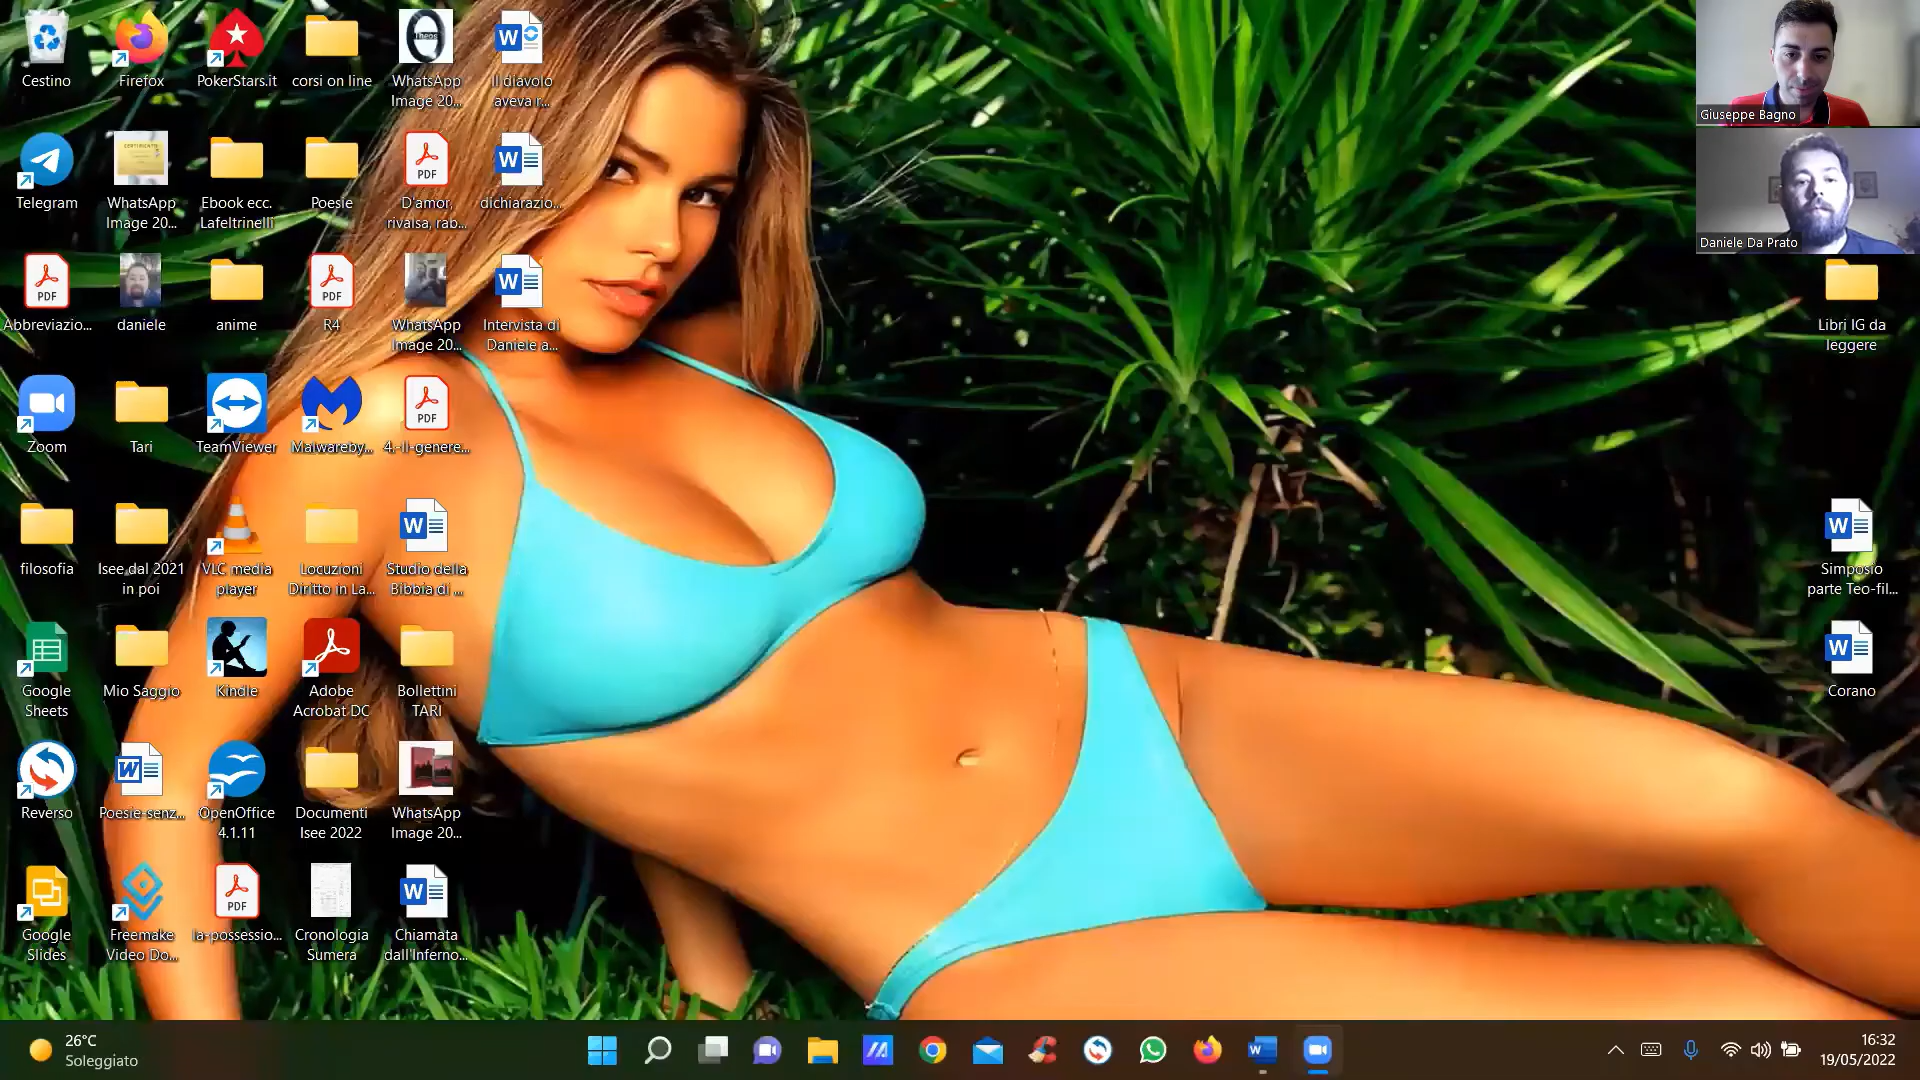 Cestino
Firefox
PokerStars.it
corsi on line
WhatsApp
Image 20...
Il diavolo
aveva r...
Theos
Telegram
WhatsApp
Image 20...
Ebook ecc.
Lafeltrinelli
Poesie
PDF
D'amor,
rivalsa, rab...
dichiarazio...
PDF
Abbreviazio...
daniele
anime
PDF
R4
WhatsApp
Image 20...
Intervista di
Daniele a...
Zoom
Tari
TeamViewer
Malwareby...
PDF
4.-Il-genere...
filosofia
Isee dal 2021
in poi
VLC media
player
Locuzioni
Diritto in La...
Studio della
Bibbia di ...
Google
Sheets
Mio Saggio
Kindle
Adobe
Acrobat DC
Bollettini
TARI
Reverso
Poesie-senz...
OpenOffice
4.1.11
Documenti
Isee 2022
WhatsApp
Image 20...
Google
Slides
Freemake
Video Do...
PDF
la-possessio...
Cronologia
Sumera
Chiamata
dall'Inferno...
Giuseppe Bagno
Daniele Da Prato
Libri IG da
leggere
Simposio
parte Teo-fil...
Corano
26°C
Soleggiato
16:32
19/05/2022